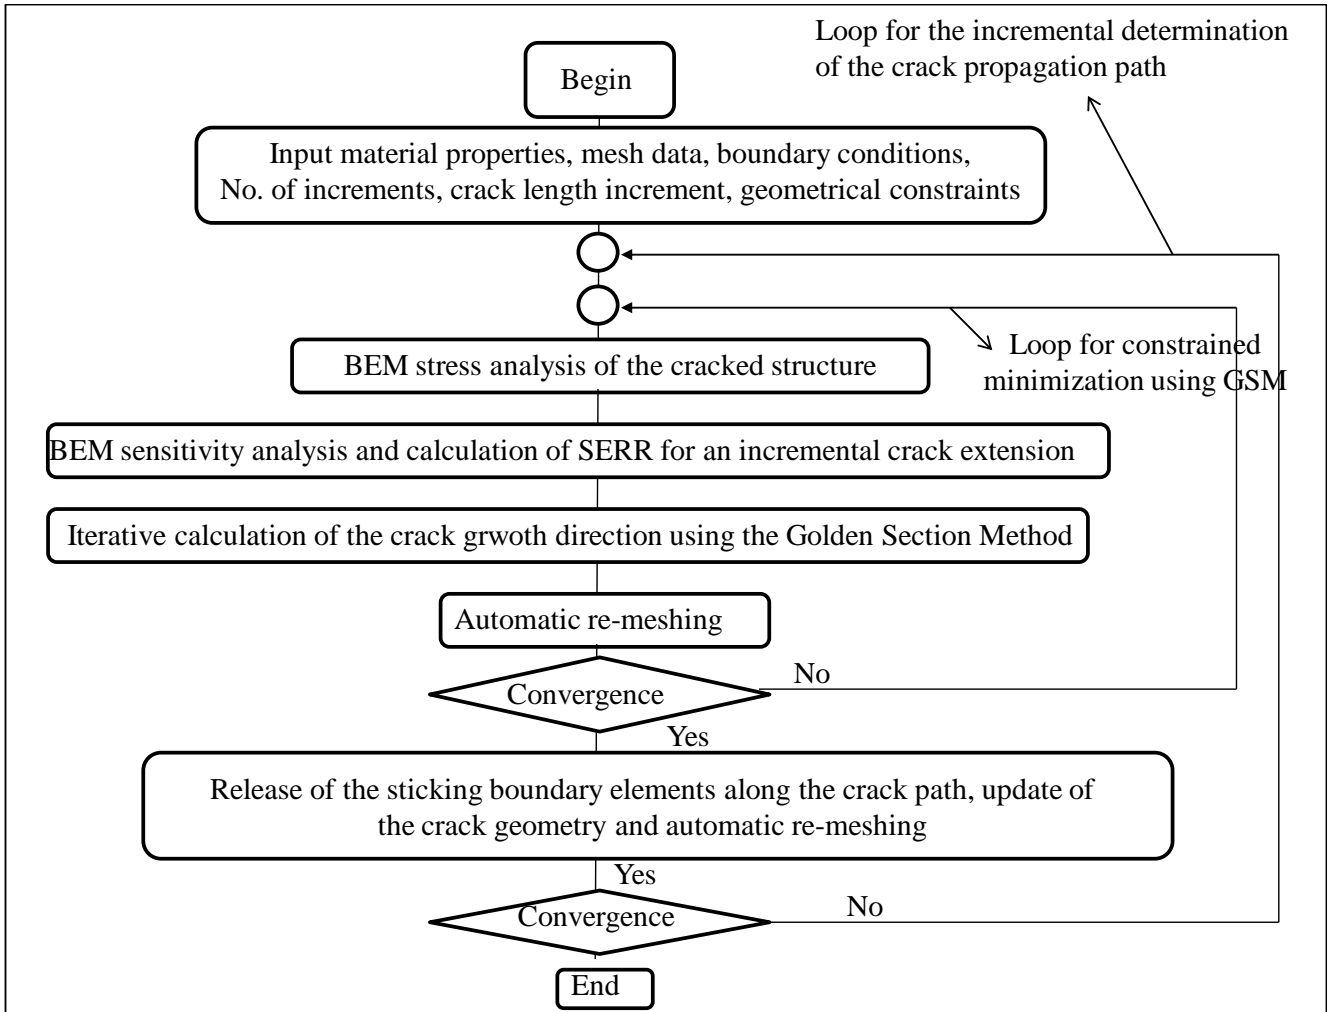 Loop for the incremental determination
of the crack propagation path
Begin
Input material properties, mesh data, boundary conditions,
No. of increments, crack length increment, geometrical constraints
Loop for constrained
minimization using GSM
BEM stress analysis of the cracked structure
BEM sensitivity analysis and calculation of SERR for an incremental crack extension
Iterative calculation of the crack grwoth direction using the Golden Section Method
Automatic re-meshing
No
Convergence
Yes
Release of the sticking boundary elements along the crack path, update of
the crack geometry and automatic re-meshing
Yes
No
Convergence
End